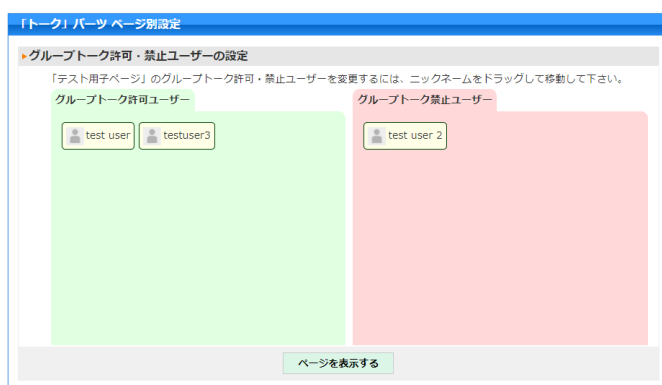 「トーク」パーツ ページ別設定
グループトーク許可・禁止ユーザーの設定
「テスト用子ページ」のグループトーク許可・禁止ユーザーを変更するには、ニックネームをドラッグして移動して下さい。
グループトーク許可ユーザー
グループトーク禁止ユーザー
test user
testuser3
test user 2
ページを表示する